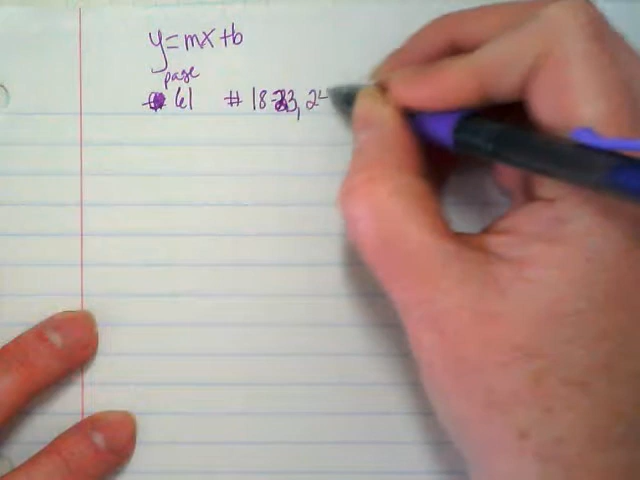 y=mx+b
page
61 # 18-23, 2